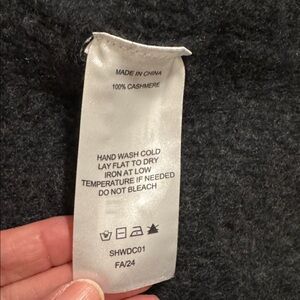 MADE IN CHINA
100% CASHMERE
HAND WASH COLD
LAY FLAT TO DRY
IRON AT LOW
TEMPERATURE IF NEEDED
DO NOT BLEACH
SHWDC01
FA/24